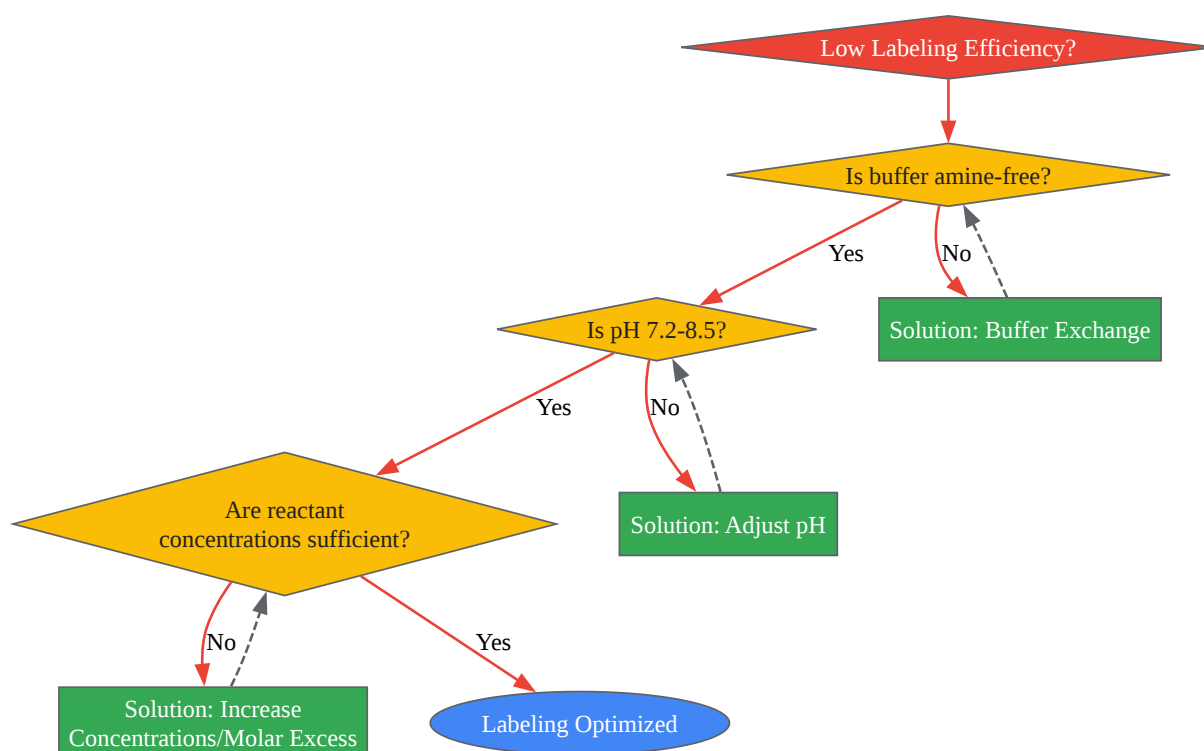 Low Labeling Efficiency?
Is buffer amine-free?
Yes
No
Is pH 7.2-8.5?
Solution: Buffer Exchange
Yes
No
Are reactant
concentrations sufficient?
Solution: Adjust pH
No
Yes
Solution: Increase
Concentrations/Molar Excess
Labeling Optimized